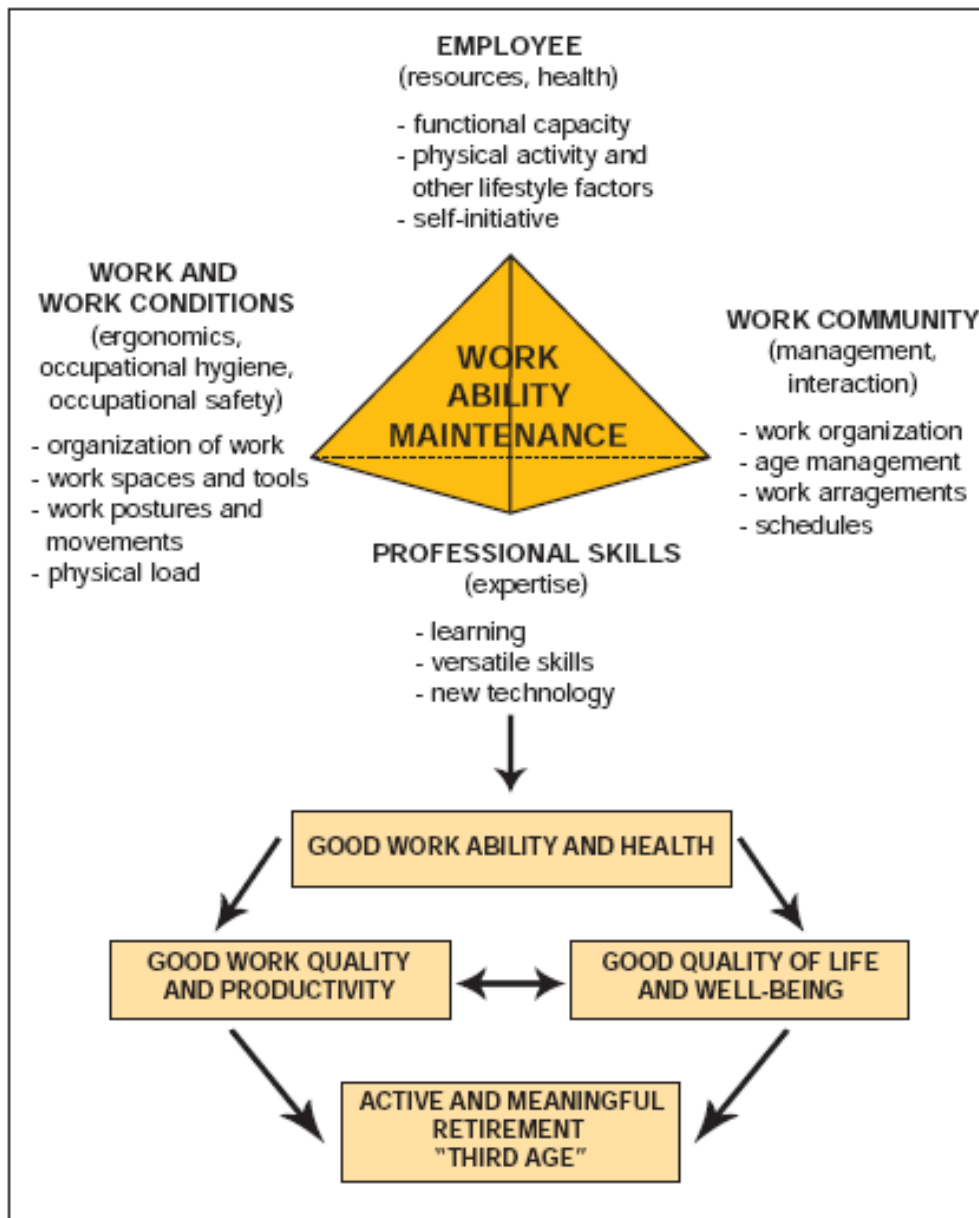 EMPLOYEE
(resources, health)
- functional capacity
- physical activity and
other lifestyle factors
- self-initiative
WORK AND
WORK CONDITIONS
(ergonomics,
occupational hygiene,
occupational safety)
- organization of work
- work spaces and tools
- work postures and
movements
- physical load
WORK
ABILITY
MAINTENANCE
WORK COMMUNITY
(management,
interaction)
- work organization
- age management
- work arragements
- schedules
PROFESSIONAL SKILLS
(expertise)
- learning
- versatile skills
- new technology
GOOD WORK ABILITY AND HEALTH
GOOD WORK QUALITY
AND PRODUCTIVITY
GOOD QUALITY OF LIFE
AND WELL-BEING
ACTIVE AND MEANINGFUL
RETIREMENT
"THIRD AGE"